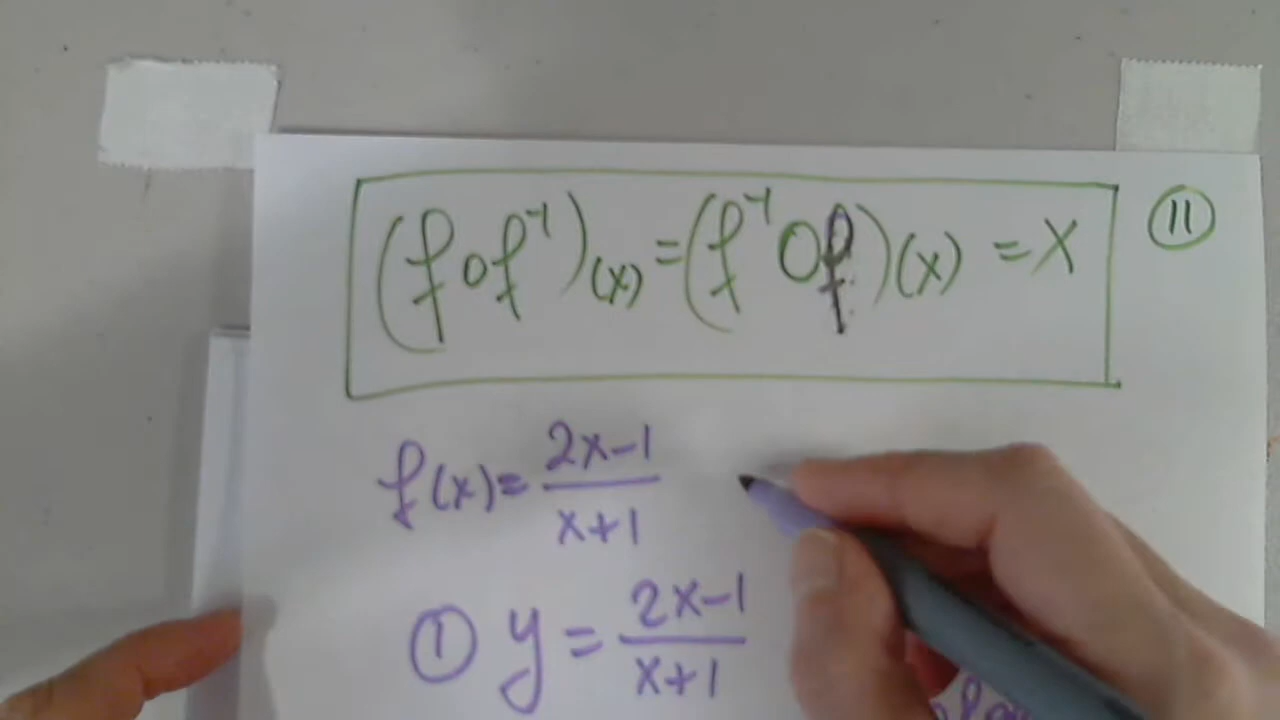 (f o f⁻¹)(x) = (f⁻¹ O f)(x) = x
11
f(x) = (2x-1)/(x+1)
① y = (2x-1)/(x+1)